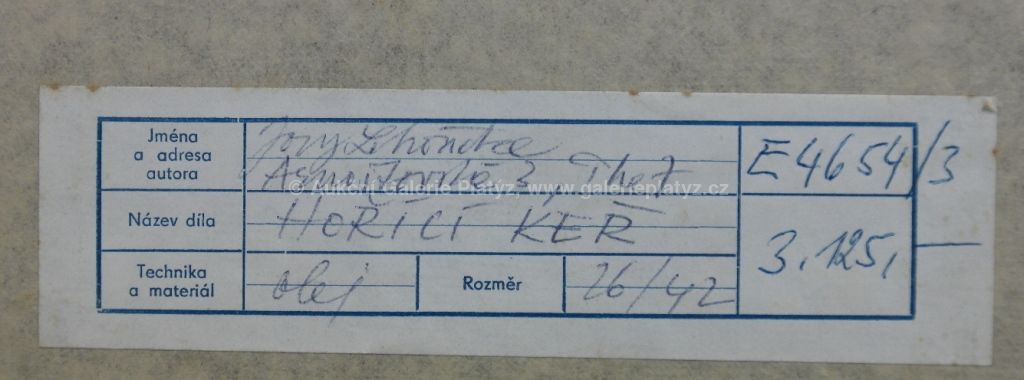 Jména
a adresa
autora
E4654/3
© Aukční Galerie Platýz, www.galerieplatyz.cz
Název díla
HOŘÍCÍ KEŘ
3.125,—
Technika
a materiál
olej
Rozměr
26/42